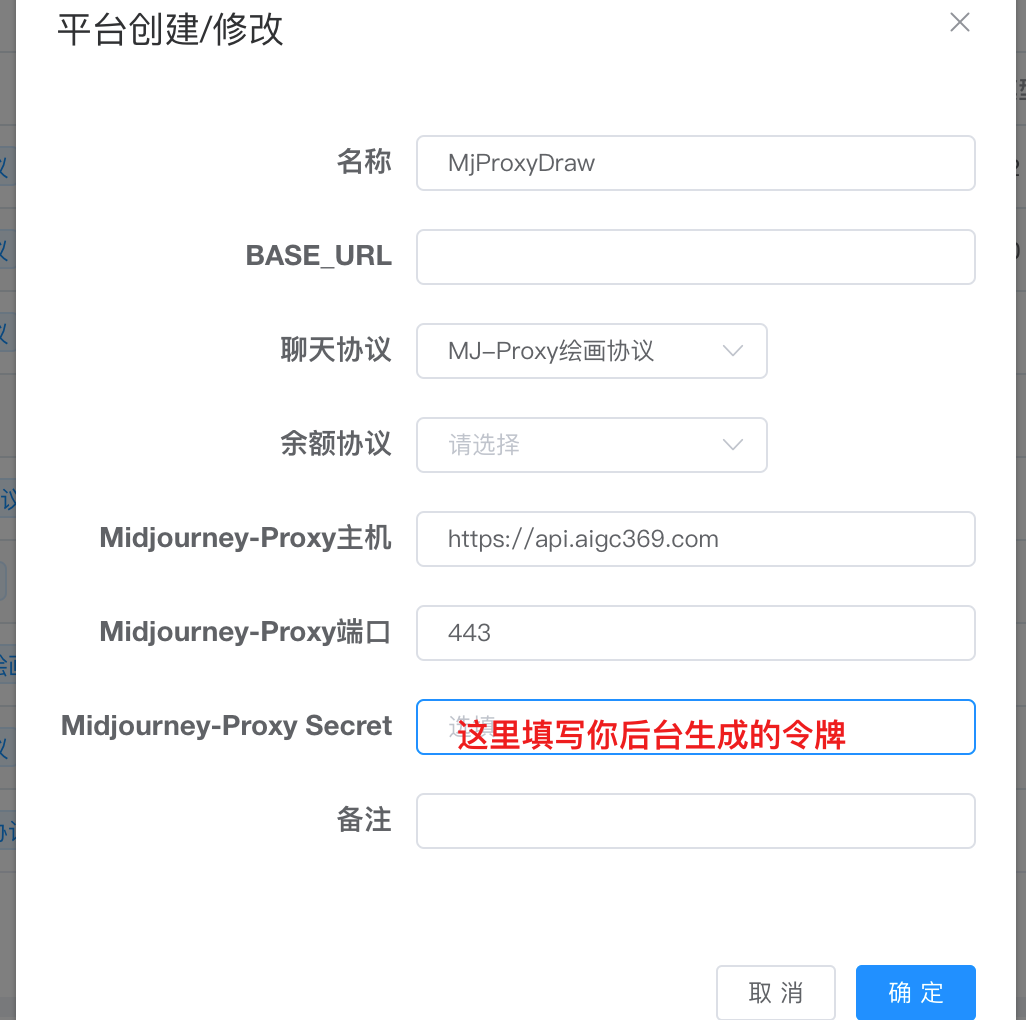 平台创建/修改
名称 MjProxyDraw
BASE_URL
聊天协议 MJ-Proxy绘画协议
余额协议 请选择
Midjourney-Proxy主机 https://api.aigc369.com
Midjourney-Proxy端口 443
Midjourney-Proxy Secret 选填 这里填写你后台生成的令牌
备注
取 消 确 定